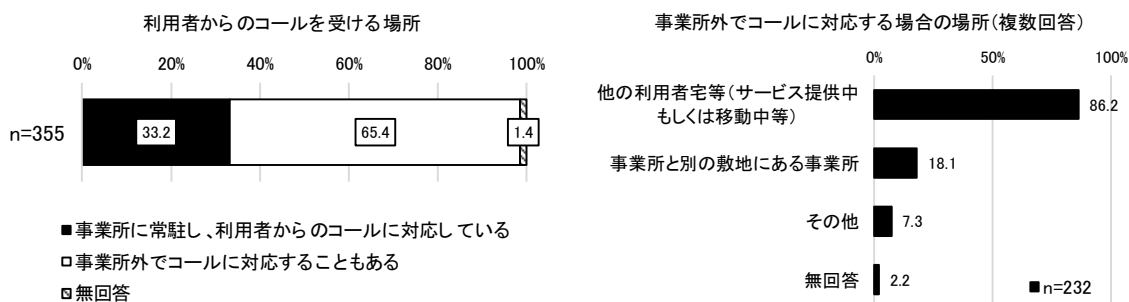 利用者からのコールを受ける場所
0% 20% 40% 60% 80% 100%
n=355
33.2 65.4 1.4
■事業所に常駐し、利用者からのコールに対応している
□事業所外でコールに対応することもある
無回答
事業所外でコールに対応する場合の場所(複数回答)
0% 50% 100%
他の利用者宅等(サービス提供中
もしくは移動中等)
86.2
事業所と別の敷地にある事業所
18.1
その他
7.3
無回答
2.2
■n=232